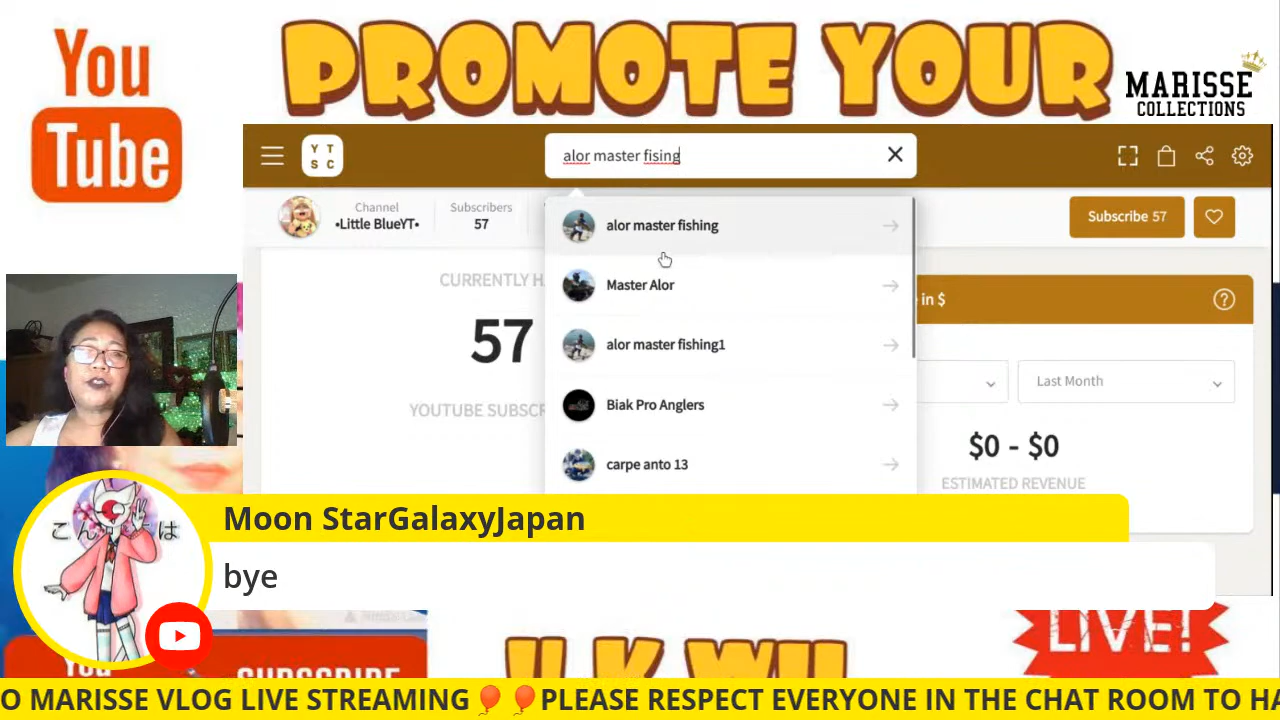 You
Tube
PROMOTE YOUR
MARISSE
COLLECTIONS
Y T
S C
alor master fising
Channel
•Little BlueYT•
Subscribers
57
Subscribe 57
alor master fishing
Master Alor
alor master fishing1
Biak Pro Anglers
carpe anto 13
CURRENTLY H
57
YOUTUBE SUBSCR
e in $
Last Month
$0 - $0
ESTIMATED REVENUE
Moon StarGalaxyJapan
bye
LIVE!
SUBSCRIBE
O MARISSE VLOG LIVE STREAMING🎈🎈PLEASE RESPECT EVERYONE IN THE CHAT ROOM TO HA